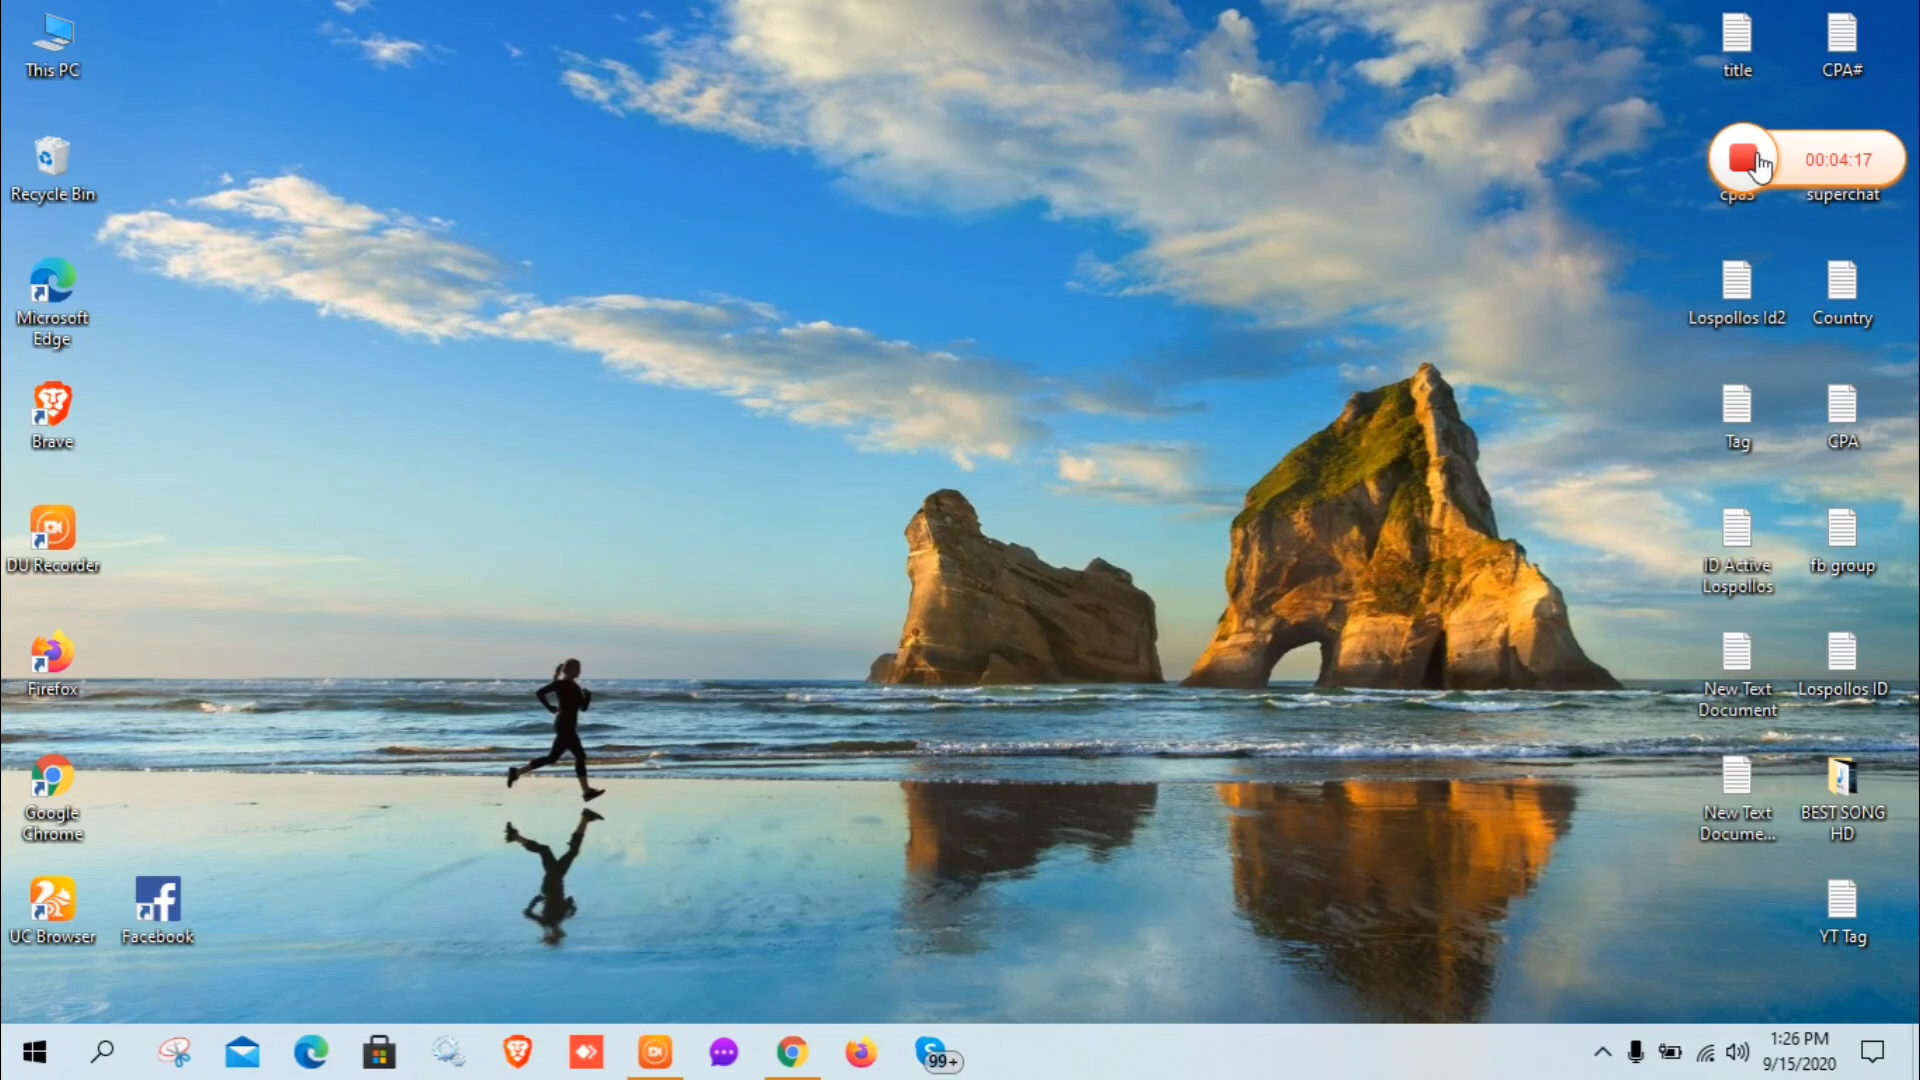 This PC
Recycle Bin
Microsoft
Edge
Brave
DU Recorder
Firefox
Google
Chrome
UC Browser
Facebook
title
CPA#
00:04:17
superchat
Lospollos Id2
Country
Tag
CPA
ID Active
Lospollos
fb group
New Text
Document
Lospollos ID
New Text
Docume...
BEST SONG
HD
YT Tag
99+
1:26 PM
9/15/2020